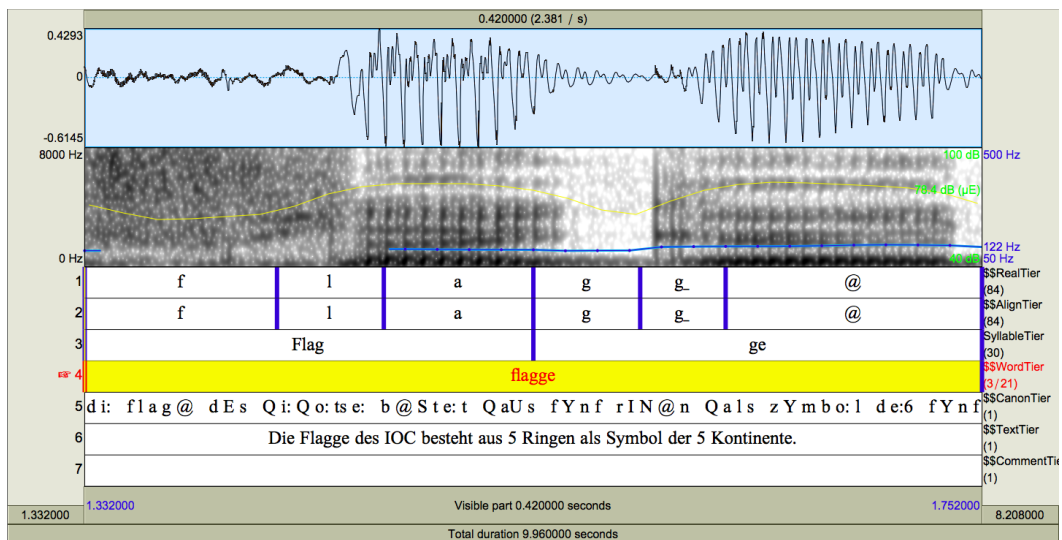 0.420000 (2.381 / s)
0.4293
0
-0.6145
8000 Hz 100 dB 500 Hz
78.4 dB (µE)
122 Hz
0 Hz 40 dB 50 Hz
1 f l a g g_ @ $$RealTier (84)
2 f l a g g_ @ $$AlignTier (84)
3 Flag ge SyllableTier (30)
4 flagge $$WordTier (3/21)
5 d i: f l a g @ d E s Q i: Q o: ts e: b @ S t e: t Q aU s f Y n f r I N @ n Q a l s z Y m b o: l d e:6 f Y n f $$CanonTier (1)
6 Die Flagge des IOC besteht aus 5 Ringen als Symbol der 5 Kontinente. $$TextTier (1)
7 $$CommentTie (1)
1.332000 Visible part 0.420000 seconds 1.752000
1.332000 8.208000
Total duration 9.960000 seconds